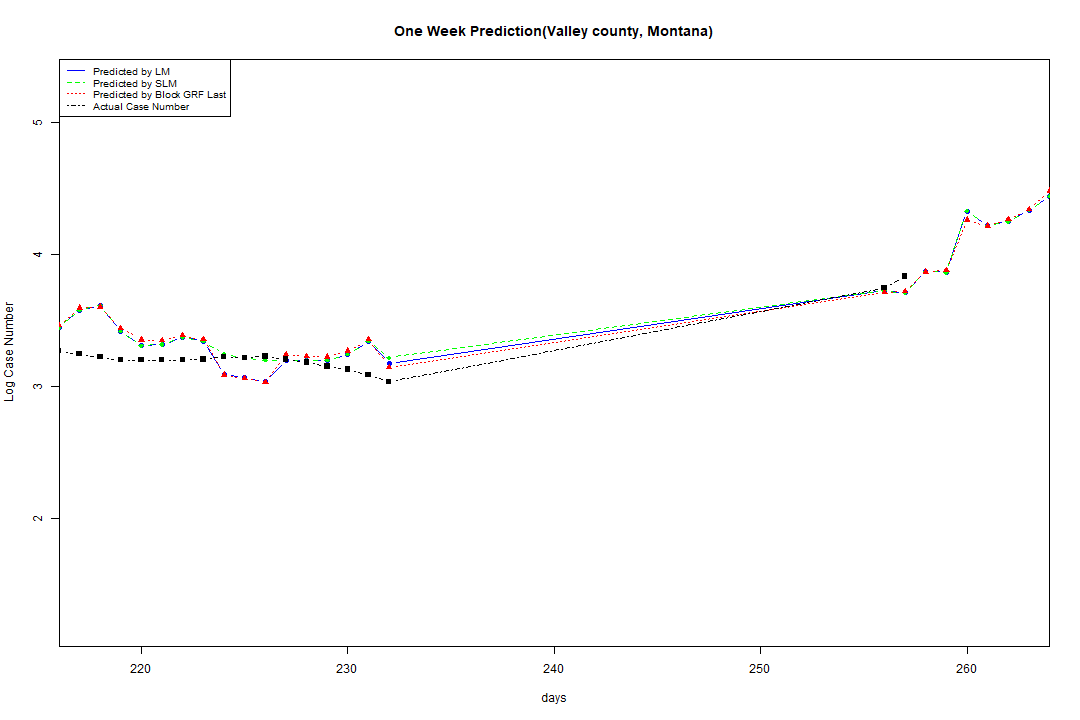 One Week Prediction(Valley county, Montana)
Predicted by LM
Predicted by SLM
Predicted by Block GRF Last
Actual Case Number
5
4
3
2
Log Case Number
220 230 240 250 260
days